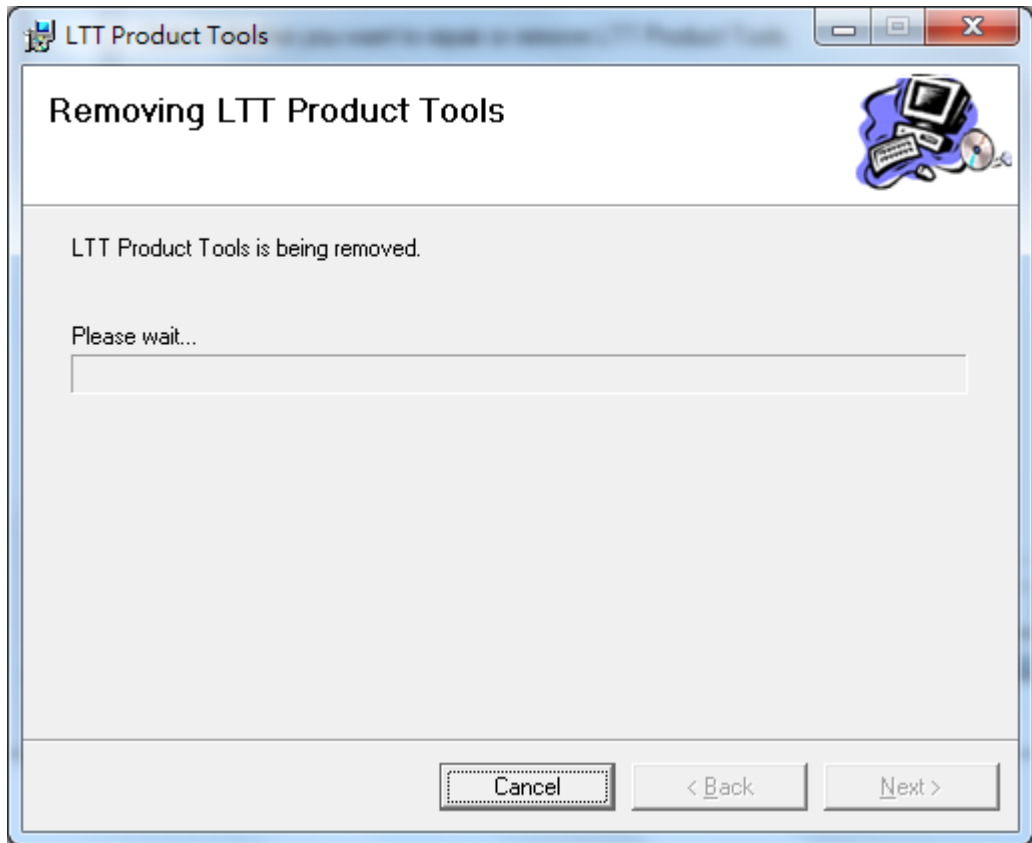 LTT Product Tools
Removing LTT Product Tools
LTT Product Tools is being removed.
Please wait...
Cancel
< Back
Next >